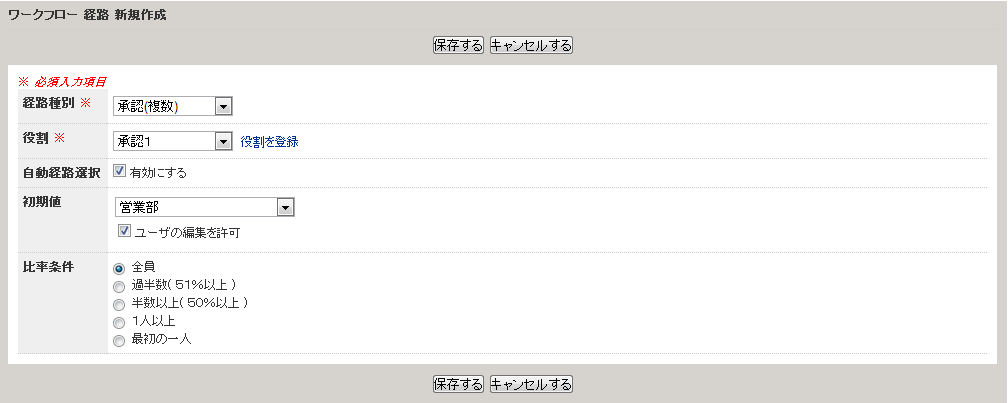 ワークフロー 経路 新規作成
保存する キャンセルする
※ 必須入力項目
経路種別 ※ 承認(複数)
役割 ※ 承認1 役割を登録
自動経路選択 有効にする
初期値 営業部
ユーザの編集を許可
比率条件 全員
過半数( 51%以上 )
半数以上( 50%以上 )
1人以上
最初の一人
保存する キャンセルする